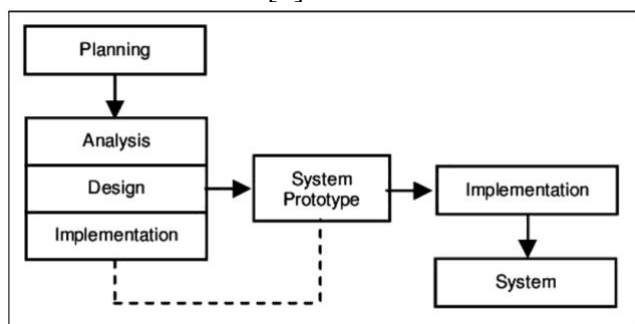 Planning
Analysis
Design
Implementation
System
Prototype
Implementation
System